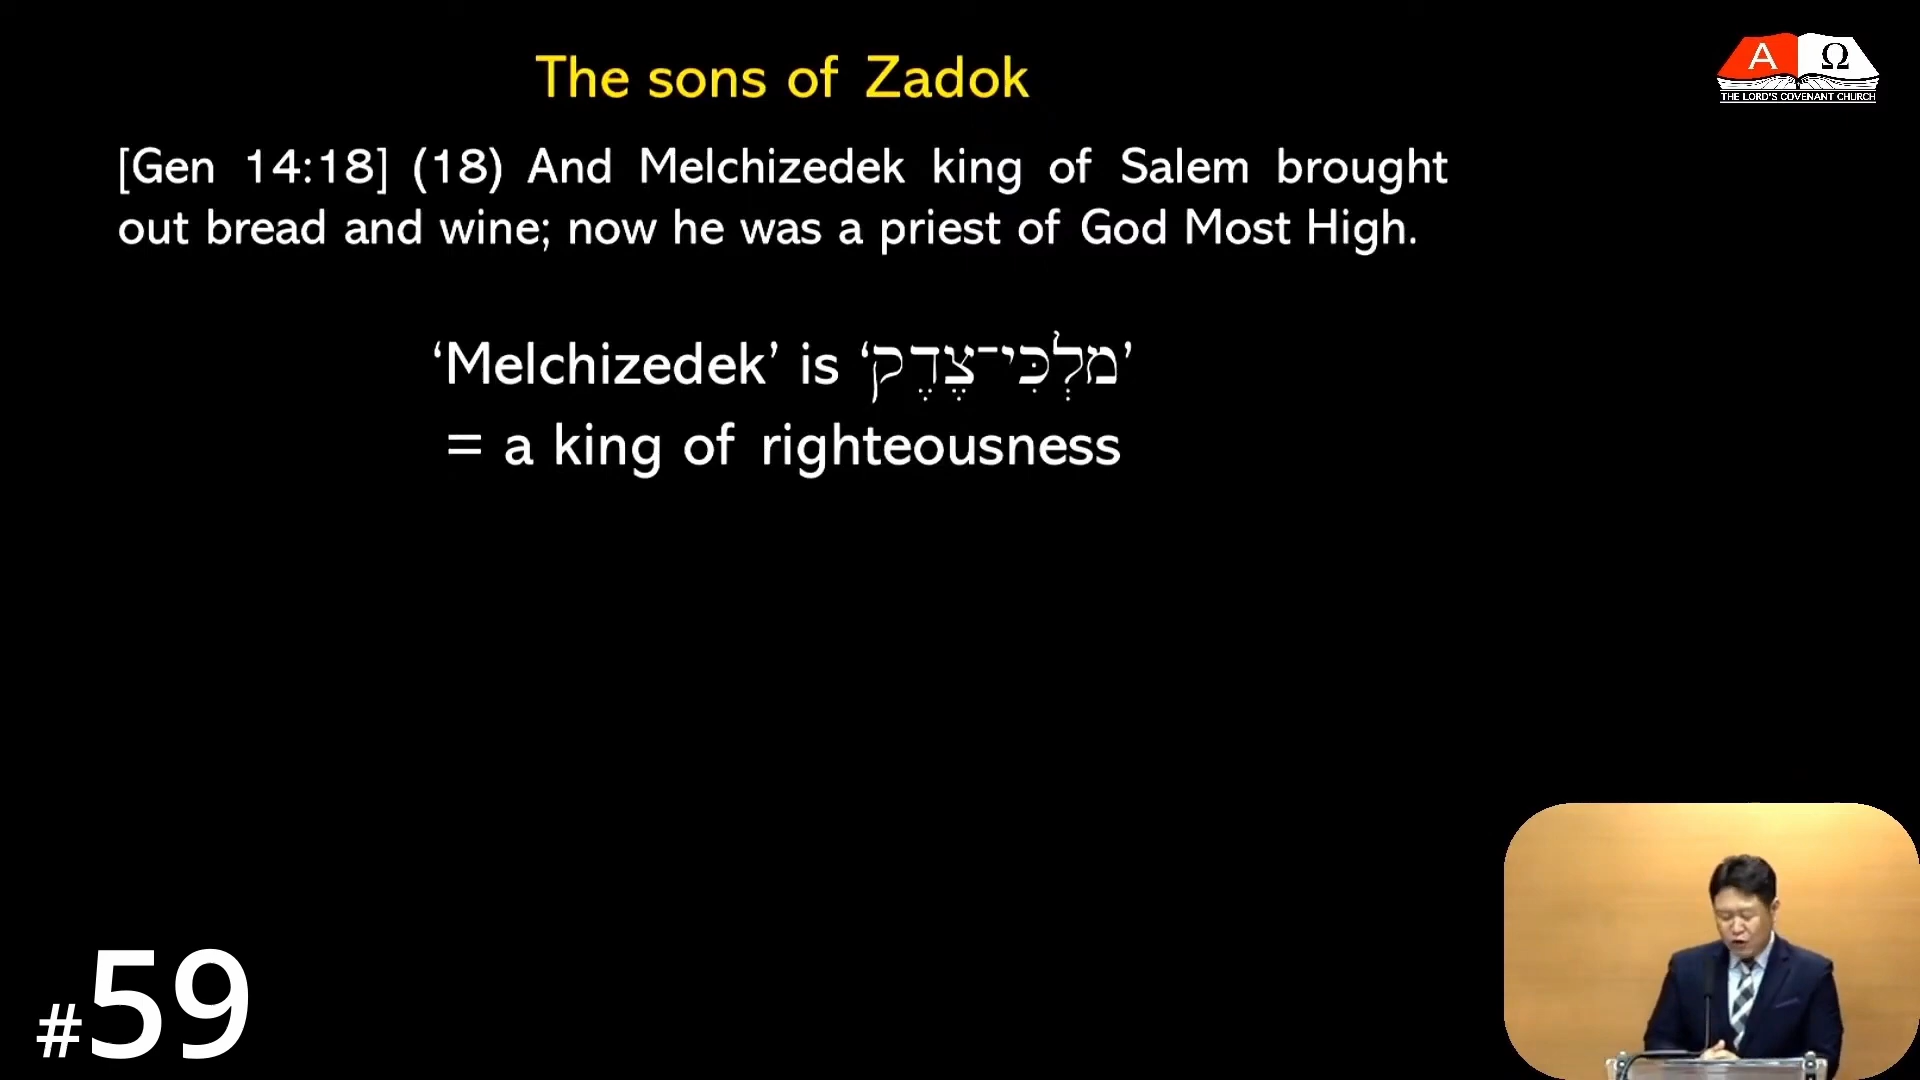 The sons of Zadok
A Ω
THE LORD'S COVENANT CHURCH
[Gen 14:18] (18) And Melchizedek king of Salem brought
out bread and wine; now he was a priest of God Most High.
‘Melchizedek’ is ‘מלְכִּי־צֶדֶק’
= a king of righteousness
#59